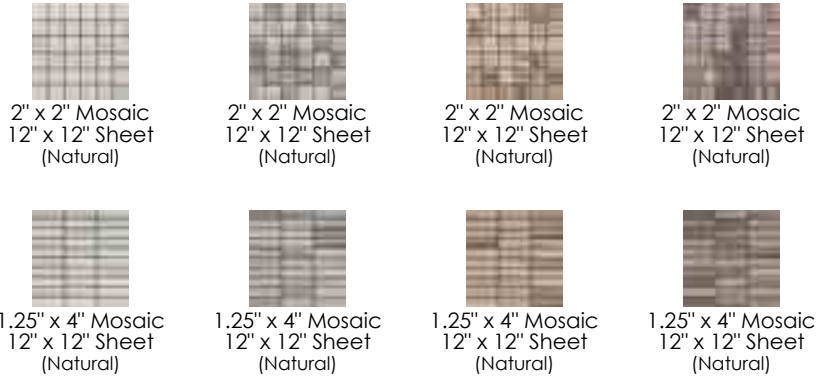 2" x 2" Mosaic
12" x 12" Sheet
(Natural)
2" x 2" Mosaic
12" x 12" Sheet
(Natural)
2" x 2" Mosaic
12" x 12" Sheet
(Natural)
2" x 2" Mosaic
12" x 12" Sheet
(Natural)
1.25" x 4" Mosaic
12" x 12" Sheet
(Natural)
1.25" x 4" Mosaic
12" x 12" Sheet
(Natural)
1.25" x 4" Mosaic
12" x 12" Sheet
(Natural)
1.25" x 4" Mosaic
12" x 12" Sheet
(Natural)